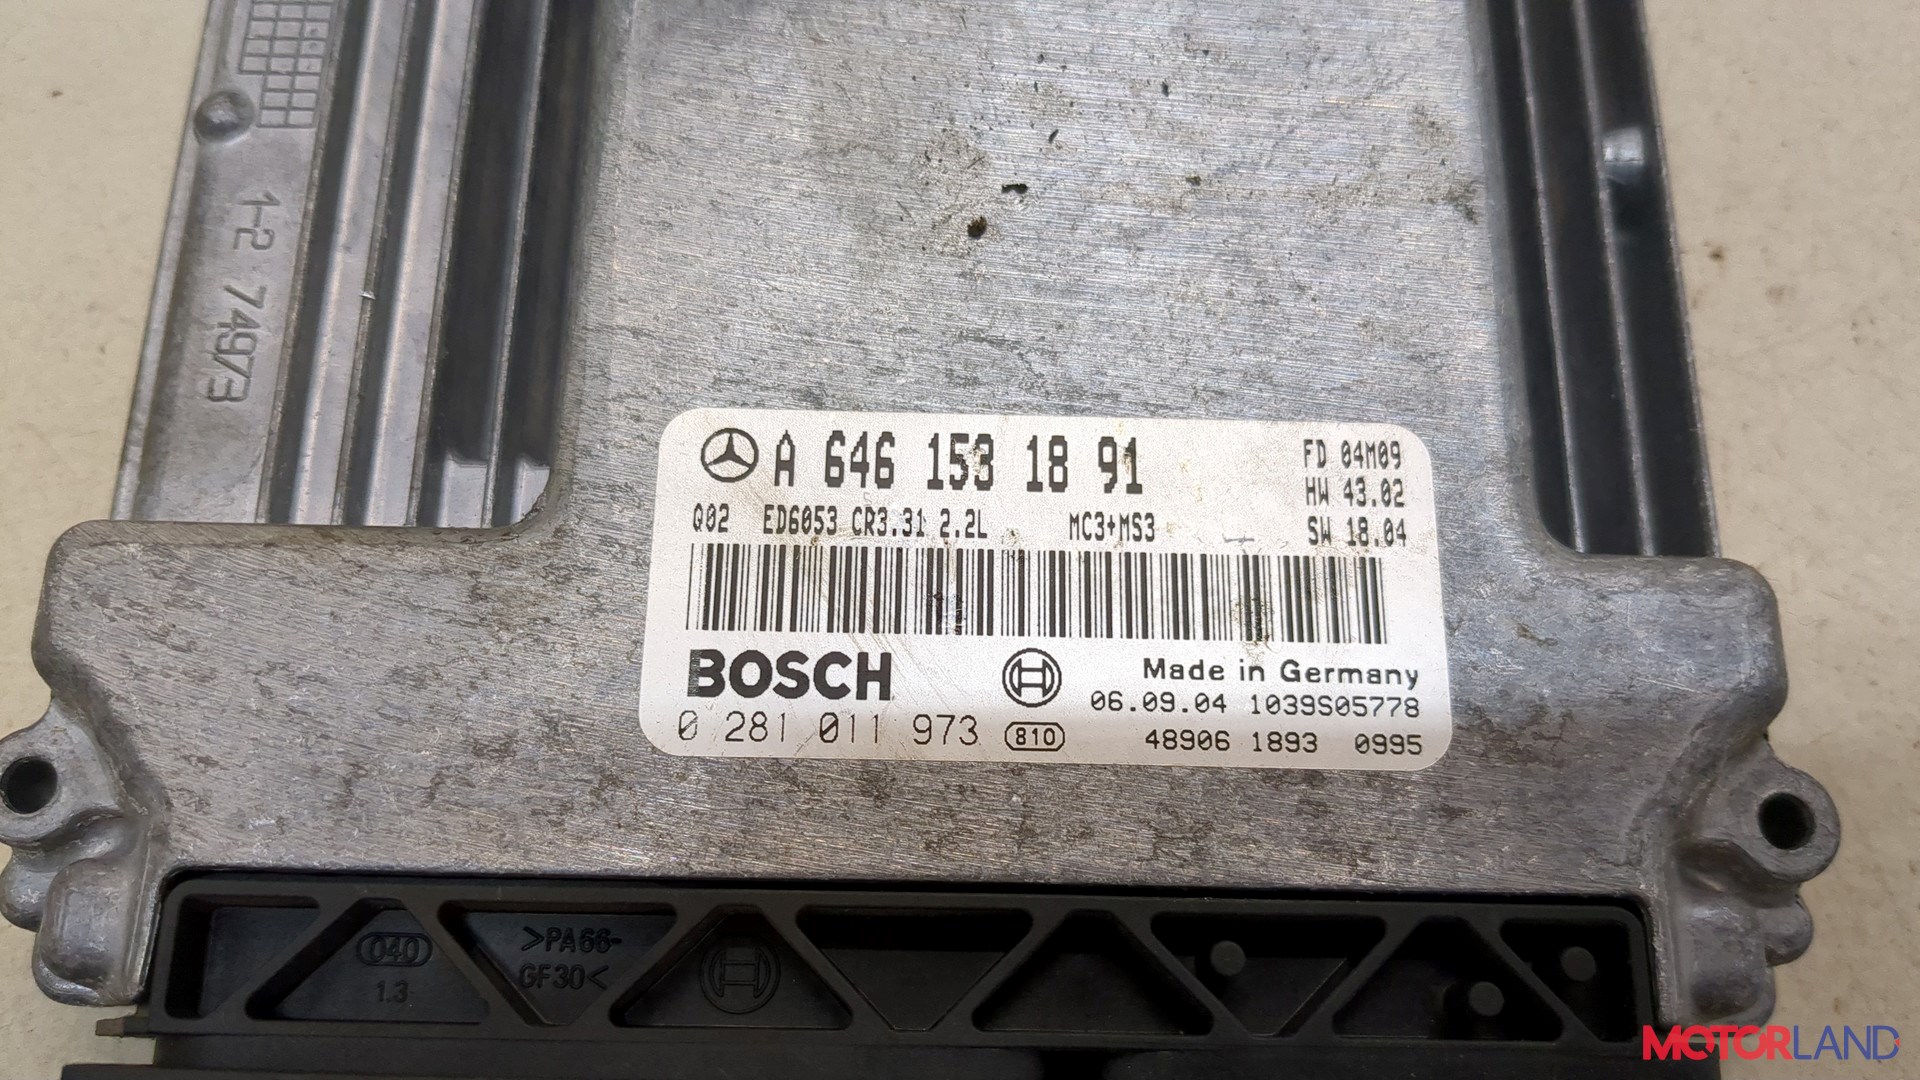 1-2 749/73
A 646 153 18 91
FD 04M09
HW 43.02
Q02 ED6053 CR3.31 2.2L MC3+MS3 SW 18.04
BOSCH
Made in Germany
06.09.04 1039S05778
0 281 011 973 810
48906 1893 0995
040
1.3
>PA66-
GF30<
MOTORLAND